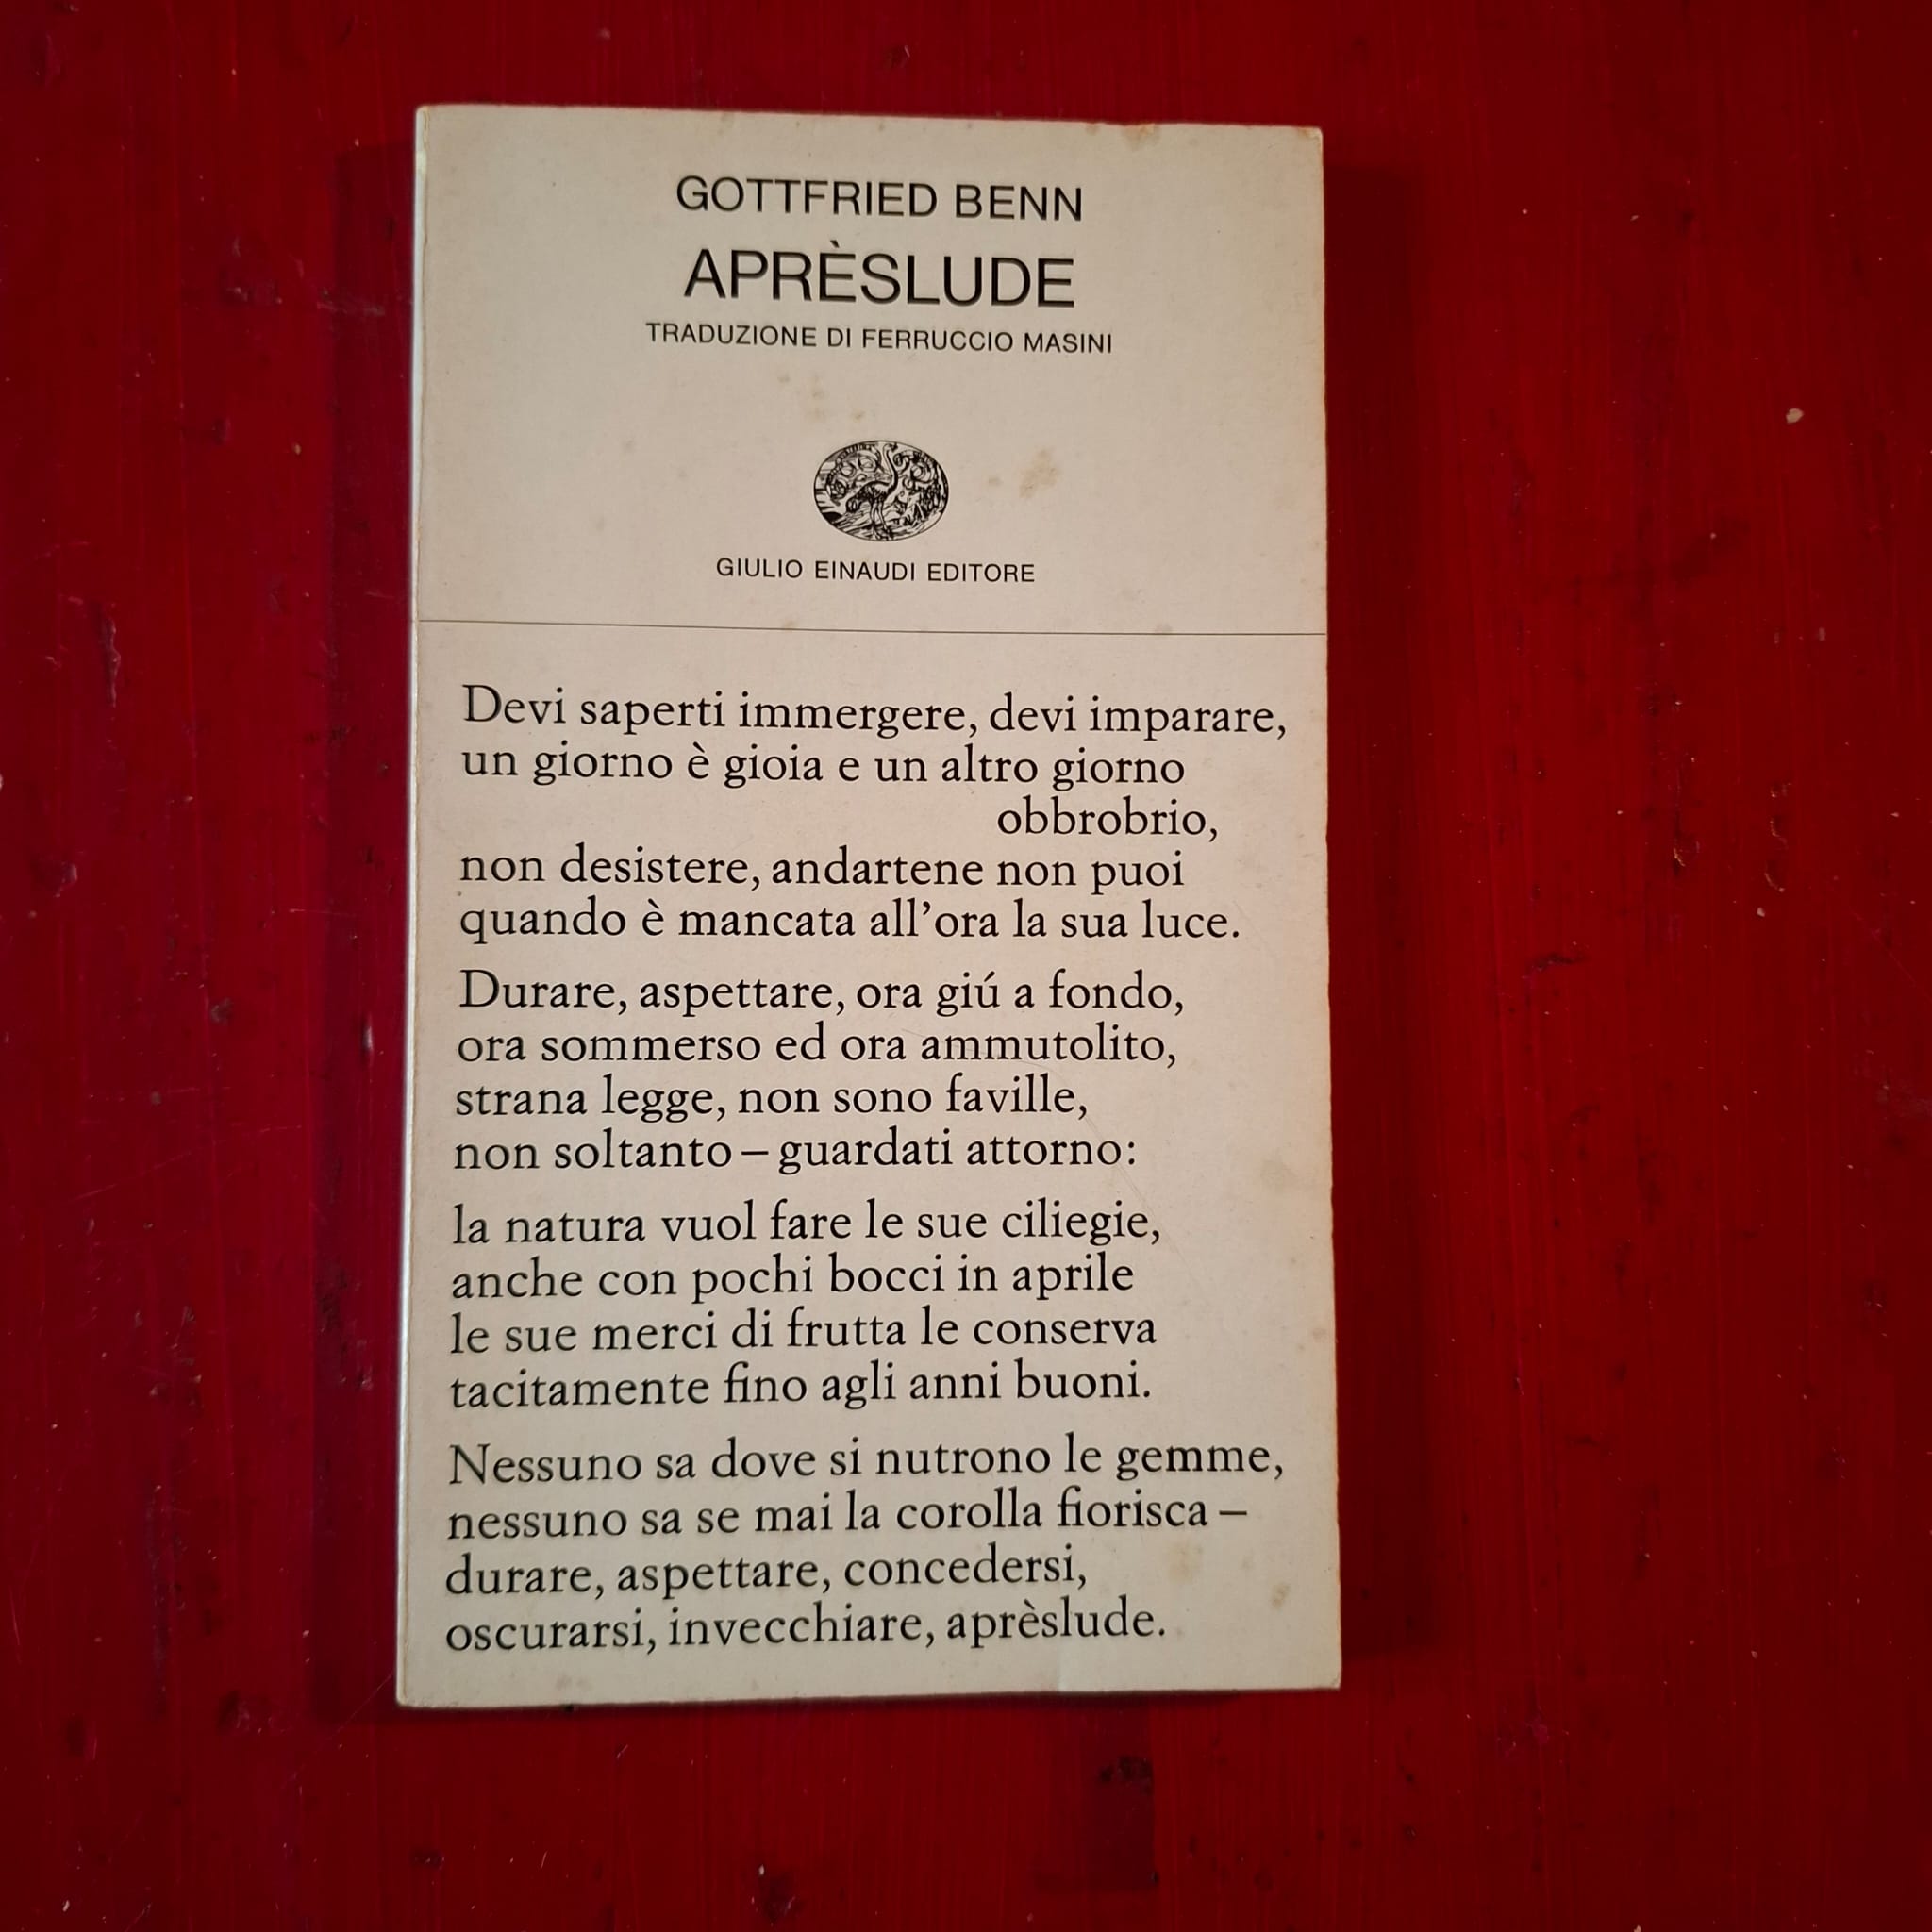 GOTTFRIED BENN
APRÈSLUDE
TRADUZIONE DI FERRUCCIO MASINI
GIULIO EINAUDI EDITORE
Devi saperti immergere, devi imparare,
un giorno è gioia e un altro giorno
obbrobrio,
non desistere, andartene non puoi
quando è mancata all’ora la sua luce.
Durare, aspettare, ora giú a fondo,
ora sommerso ed ora ammutolito,
strana legge, non sono faville,
non soltanto – guardati attorno:
la natura vuol fare le sue ciliegie,
anche con pochi bocci in aprile
le sue merci di frutta le conserva
tacitamente fino agli anni buoni.
Nessuno sa dove si nutrono le gemme,
nessuno sa se mai la corolla fiorisca –
durare, aspettare, concedersi,
oscurarsi, invecchiare, aprèslude.